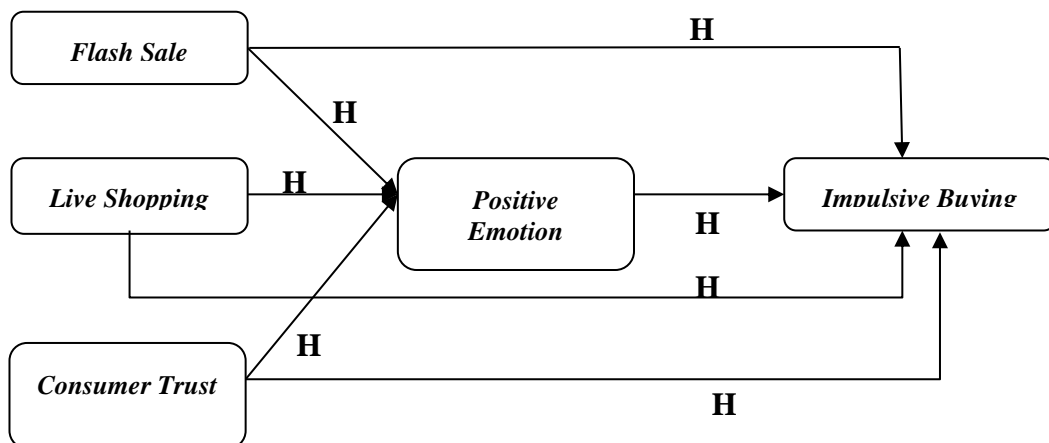 H
Flash Sale
H
Live Shopping
H
Positive
Emotion
Impulsive Buying
H
H
H
Consumer Trust
H